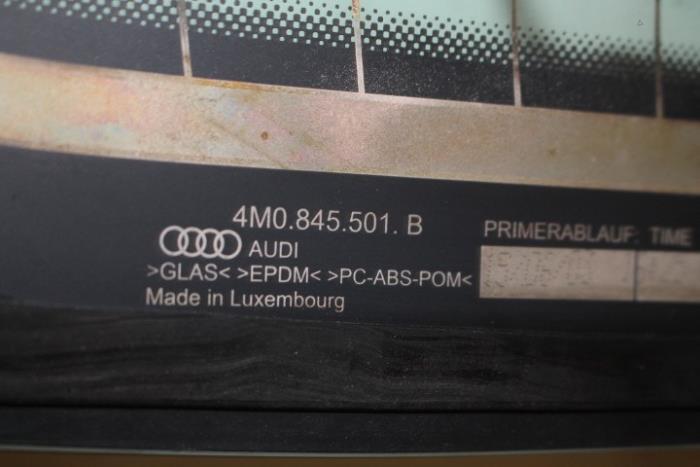 4M0.845.501. B
AUDI
>GLAS< >EPDM< >PC-ABS-POM<
Made in Luxembourg
PRIMERABLAUF: TIME